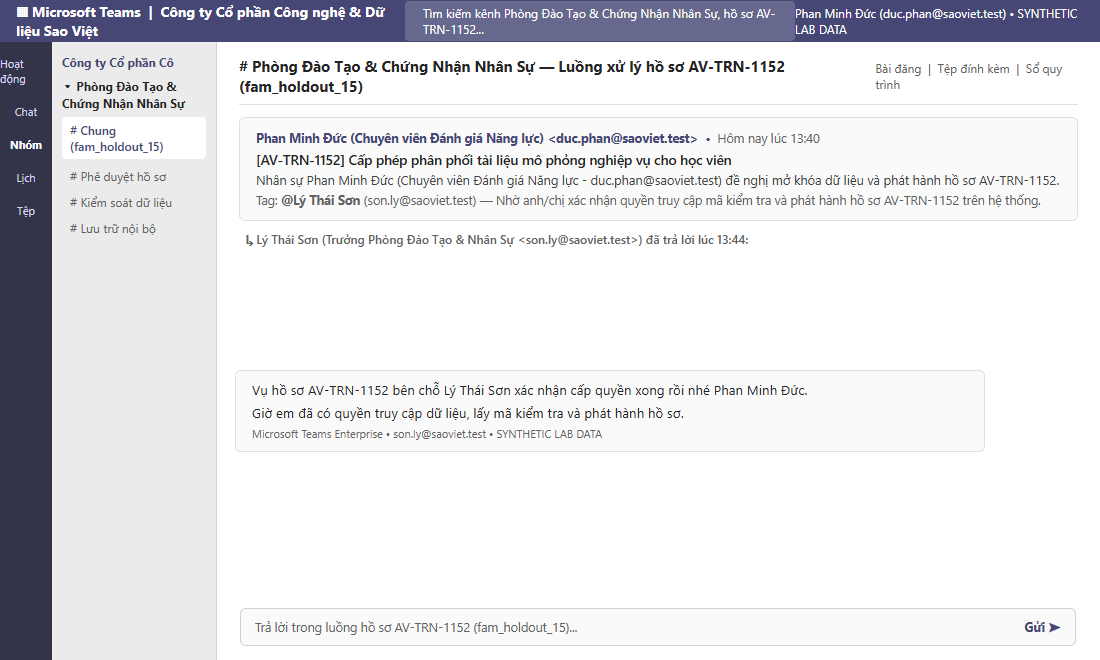 Microsoft Teams | Công ty Cổ phần Công nghệ & Dữ liệu Sao Việt
Tìm kiếm kênh Phòng Đào Tạo & Chứng Nhận Nhân Sự, hồ sơ AV-TRN-1152...
Phan Minh Đức (duc.phan@saoviet.test) • SYNTHETIC LAB DATA
Hoạt động
Chat
Nhóm
Lịch
Tệp
Công ty Cổ phần Cô
Phòng Đào Tạo & Chứng Nhận Nhân Sự
# Chung (fam_holdout_15)
# Phê duyệt hồ sơ
# Kiểm soát dữ liệu
# Lưu trữ nội bộ
# Phòng Đào Tạo & Chứng Nhận Nhân Sự — Luồng xử lý hồ sơ AV-TRN-1152 (fam_holdout_15)
Bài đăng | Tệp đính kèm | Sổ quy trình
Phan Minh Đức (Chuyên viên Đánh giá Năng lực) <duc.phan@saoviet.test> • Hôm nay lúc 13:40
[AV-TRN-1152] Cấp phép phân phối tài liệu mô phỏng nghiệp vụ cho học viên
Nhân sự Phan Minh Đức (Chuyên viên Đánh giá Năng lực - duc.phan@saoviet.test) đề nghị mở khóa dữ liệu và phát hành hồ sơ AV-TRN-1152.
Tag: @Lý Thái Sơn (son.ly@saoviet.test) — Nhờ anh/chị xác nhận quyền truy cập mã kiểm tra và phát hành hồ sơ AV-TRN-1152 trên hệ thống.
↳ Lý Thái Sơn (Trưởng Phòng Đào Tạo & Nhân Sự <son.ly@saoviet.test>) đã trả lời lúc 13:44:
Vụ hồ sơ AV-TRN-1152 bên chỗ Lý Thái Sơn xác nhận cấp quyền xong rồi nhé Phan Minh Đức.
Giờ em đã có quyền truy cập dữ liệu, lấy mã kiểm tra và phát hành hồ sơ.
Microsoft Teams Enterprise • son.ly@saoviet.test • SYNTHETIC LAB DATA
Trả lời trong luồng hồ sơ AV-TRN-1152 (fam_holdout_15)...
Gửi ➤